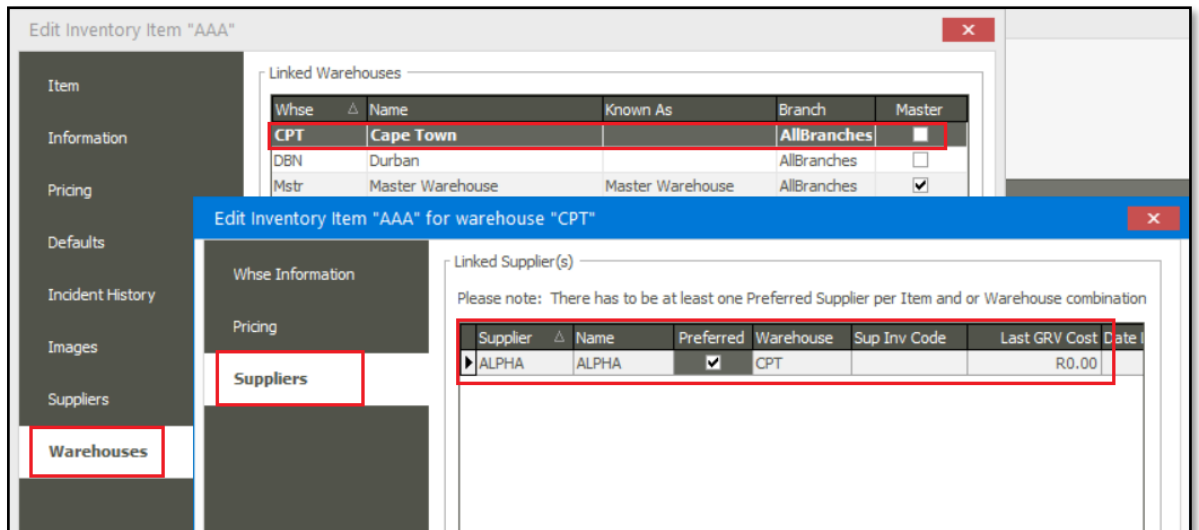 Edit Inventory Item "AAA"
Item
Information
Pricing
Defaults
Incident History
Images
Suppliers
Warehouses
Linked Warehouses
Whse Name Known As Branch Master
CPT Cape Town AllBranches
DBN Durban AllBranches
Mstr Master Warehouse Master Warehouse AllBranches
Edit Inventory Item "AAA" for warehouse "CPT"
Whse Information
Pricing
Suppliers
Linked Supplier(s)
Please note: There has to be at least one Preferred Supplier per Item and or Warehouse combination
Supplier Name Preferred Warehouse Sup Inv Code Last GRV Cost Date
ALPHA ALPHA CPT R0.00